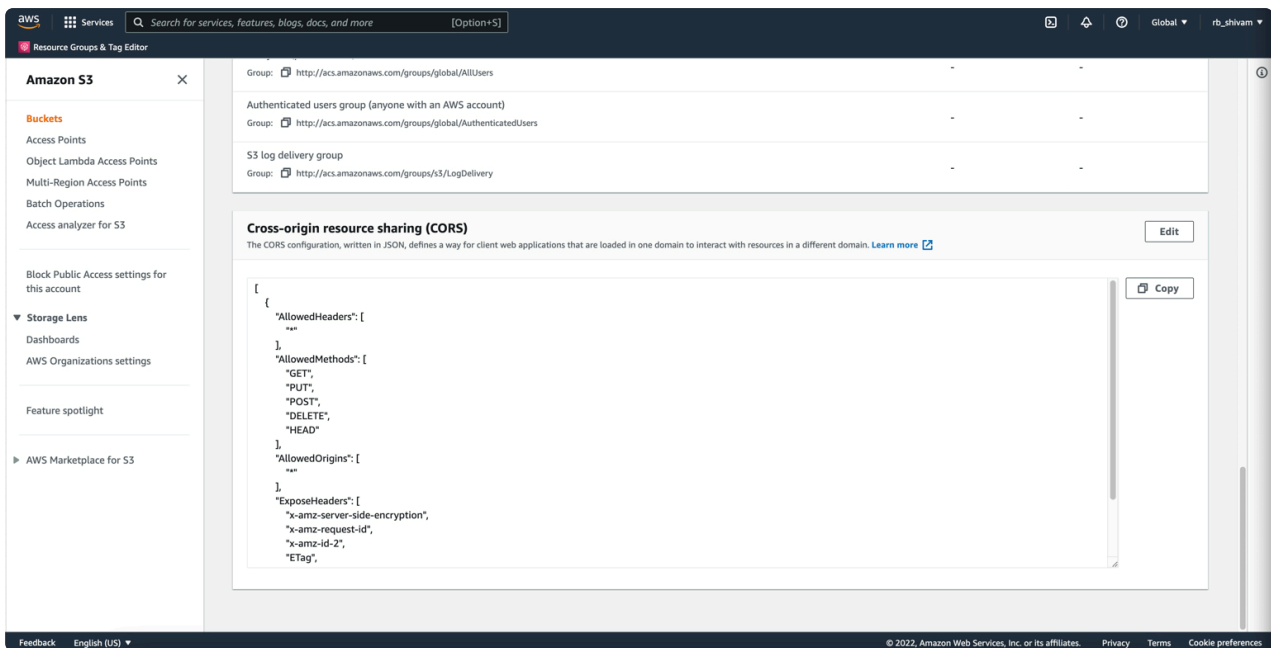 aws
Services
Search for services, features, blogs, docs, and more
[Option+S]
Global
rb_shivam
Resource Groups & Tag Editor
Amazon S3
Buckets
Access Points
Object Lambda Access Points
Multi-Region Access Points
Batch Operations
Access analyzer for S3
Block Public Access settings for
this account
Storage Lens
Dashboards
AWS Organizations settings
Feature spotlight
AWS Marketplace for S3
Group: http://acs.amazonaws.com/groups/global/AllUsers
-
-
Authenticated users group (anyone with an AWS account)
Group: http://acs.amazonaws.com/groups/global/AuthenticatedUsers
-
-
S3 log delivery group
Group: http://acs.amazonaws.com/groups/s3/LogDelivery
-
-
Cross-origin resource sharing (CORS)
Edit
The CORS configuration, written in JSON, defines a way for client web applications that are loaded in one domain to interact with resources in a different domain. Learn more
Copy
[
{
"AllowedHeaders": [
"*"
],
"AllowedMethods": [
"GET",
"PUT",
"POST",
"DELETE",
"HEAD"
],
"AllowedOrigins": [
"*"
],
"ExposeHeaders": [
"x-amz-server-side-encryption",
"x-amz-request-id",
"x-amz-id-2",
"ETag",
Feedback
English (US)
© 2022, Amazon Web Services, Inc. or its affiliates.
Privacy
Terms
Cookie preferences